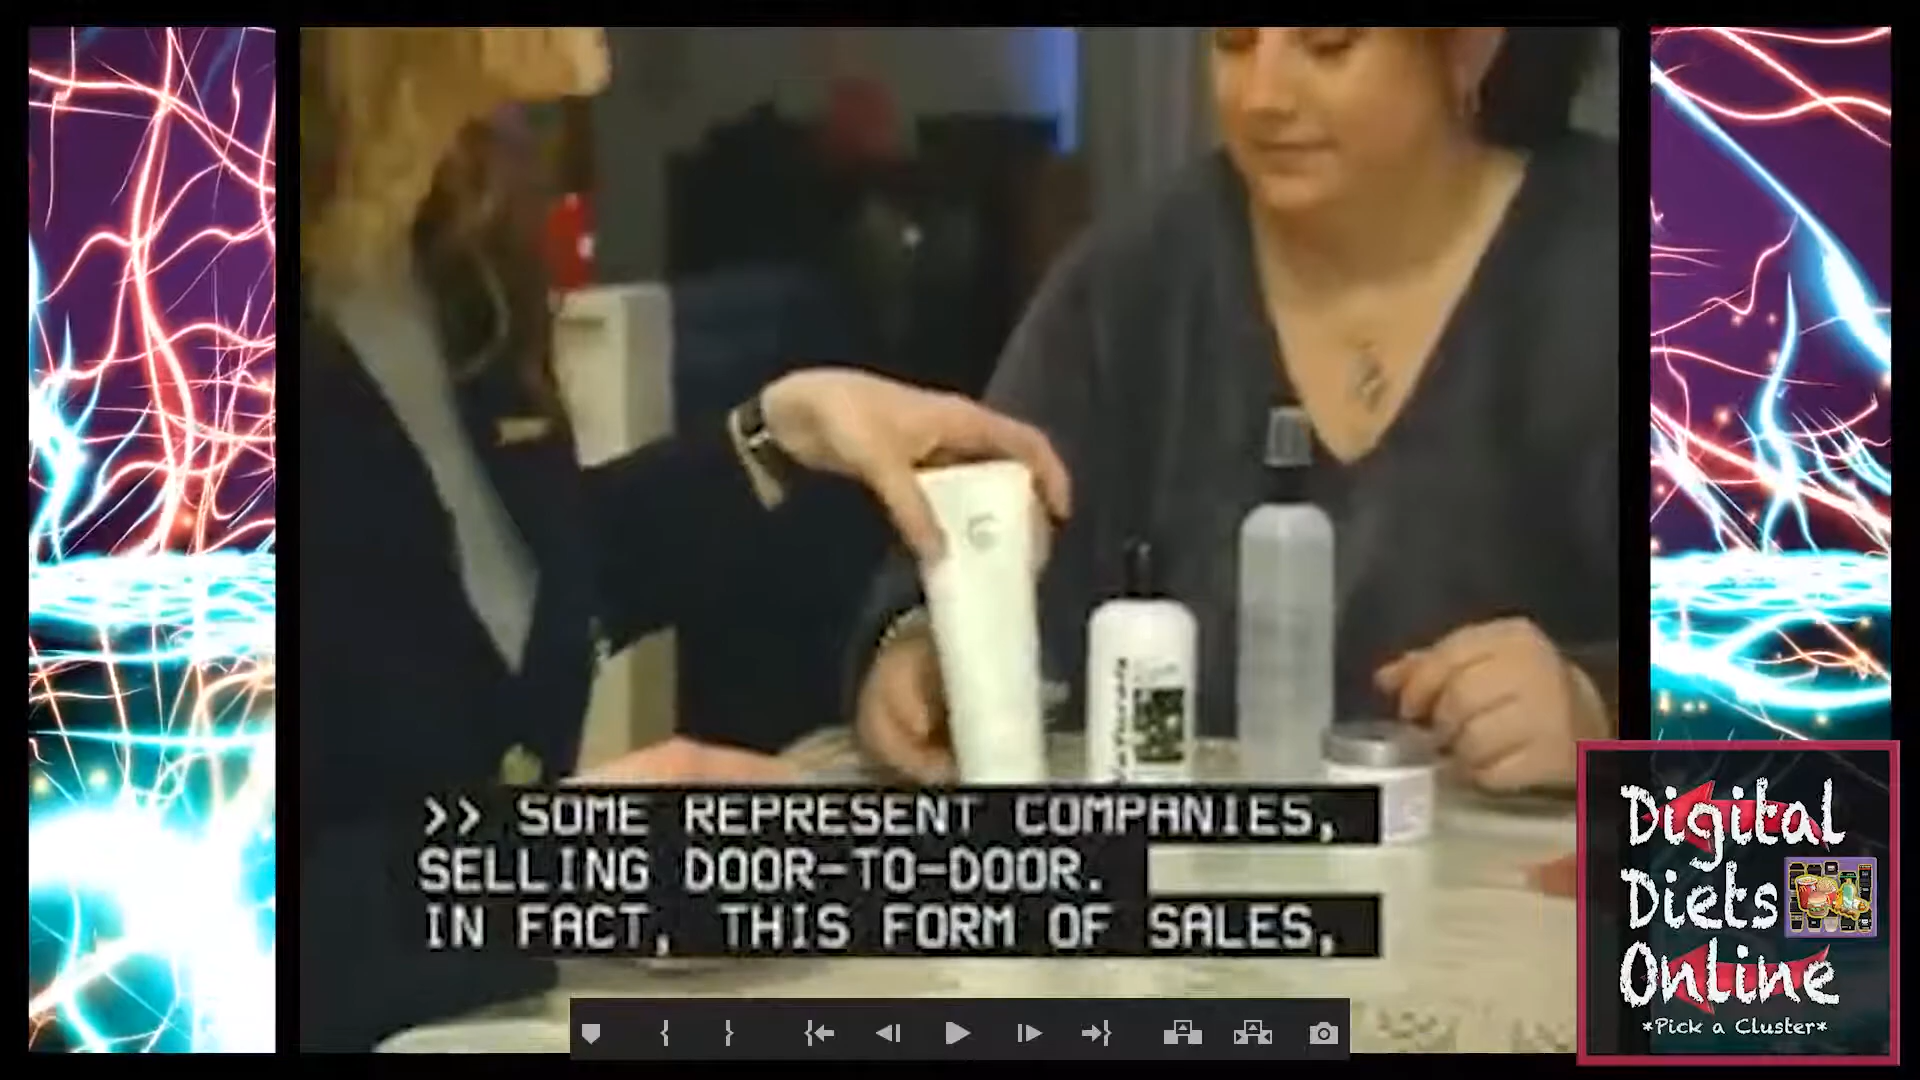 >> SOME REPRESENT COMPANIES,
SELLING DOOR-TO-DOOR.
IN FACT, THIS FORM OF SALES,
Digital
Diets
Online
*Pick a Cluster*